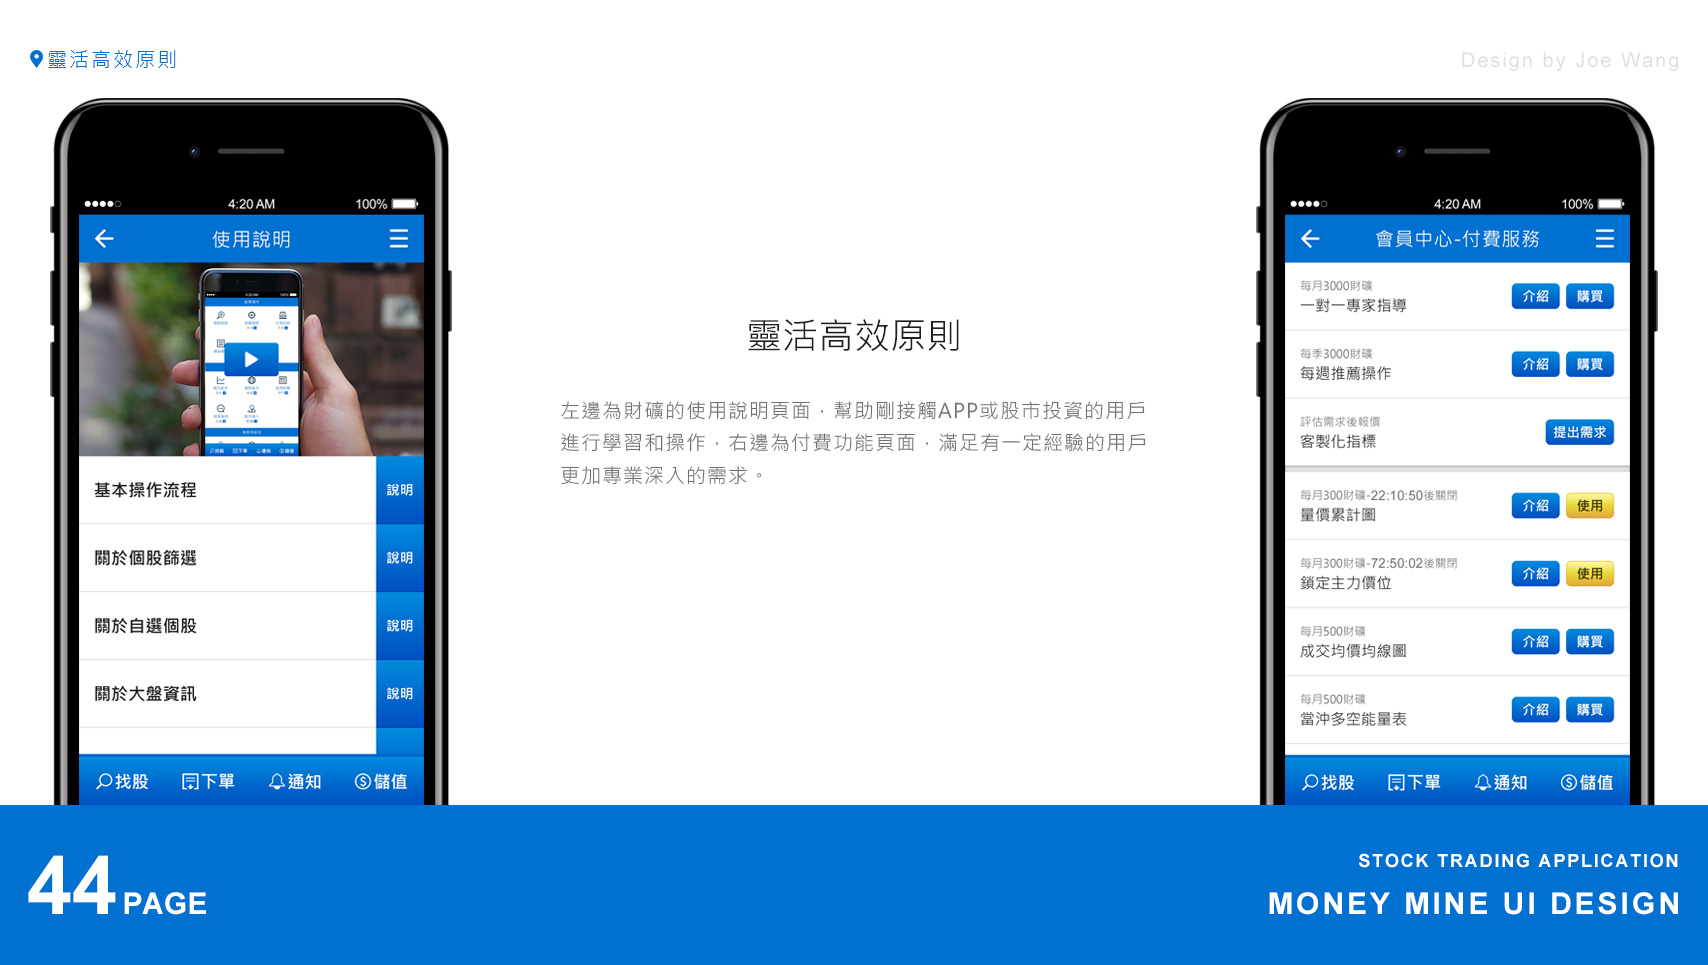 靈活高效原則
Design by Joe Wang
4:20 AM
100%
使用說明
基本操作流程
說明
關於個股篩選
說明
關於自選個股
說明
關於大盤資訊
說明
找股
下單
通知
儲值
靈活高效原則
左邊為財礦的使用說明頁面，幫助剛接觸APP或股市投資的用戶
進行學習和操作，右邊為付費功能頁面，滿足有一定經驗的用戶
更加專業深入的需求。
4:20 AM
100%
會員中心-付費服務
每月3000財礦
一對一專家指導
介紹
購買
每季3000財礦
每週推薦操作
介紹
購買
評估需求後報價
客製化指標
提出需求
每月300財礦-22:10:50後關閉
量價累計圖
介紹
使用
每月300財礦-72:50:02後關閉
鎖定主力價位
介紹
使用
每月500財礦
成交均價均線圖
介紹
購買
每月500財礦
當沖多空能量表
介紹
購買
找股
下單
通知
儲值
44 PAGE
STOCK TRADING APPLICATION
MONEY MINE UI DESIGN